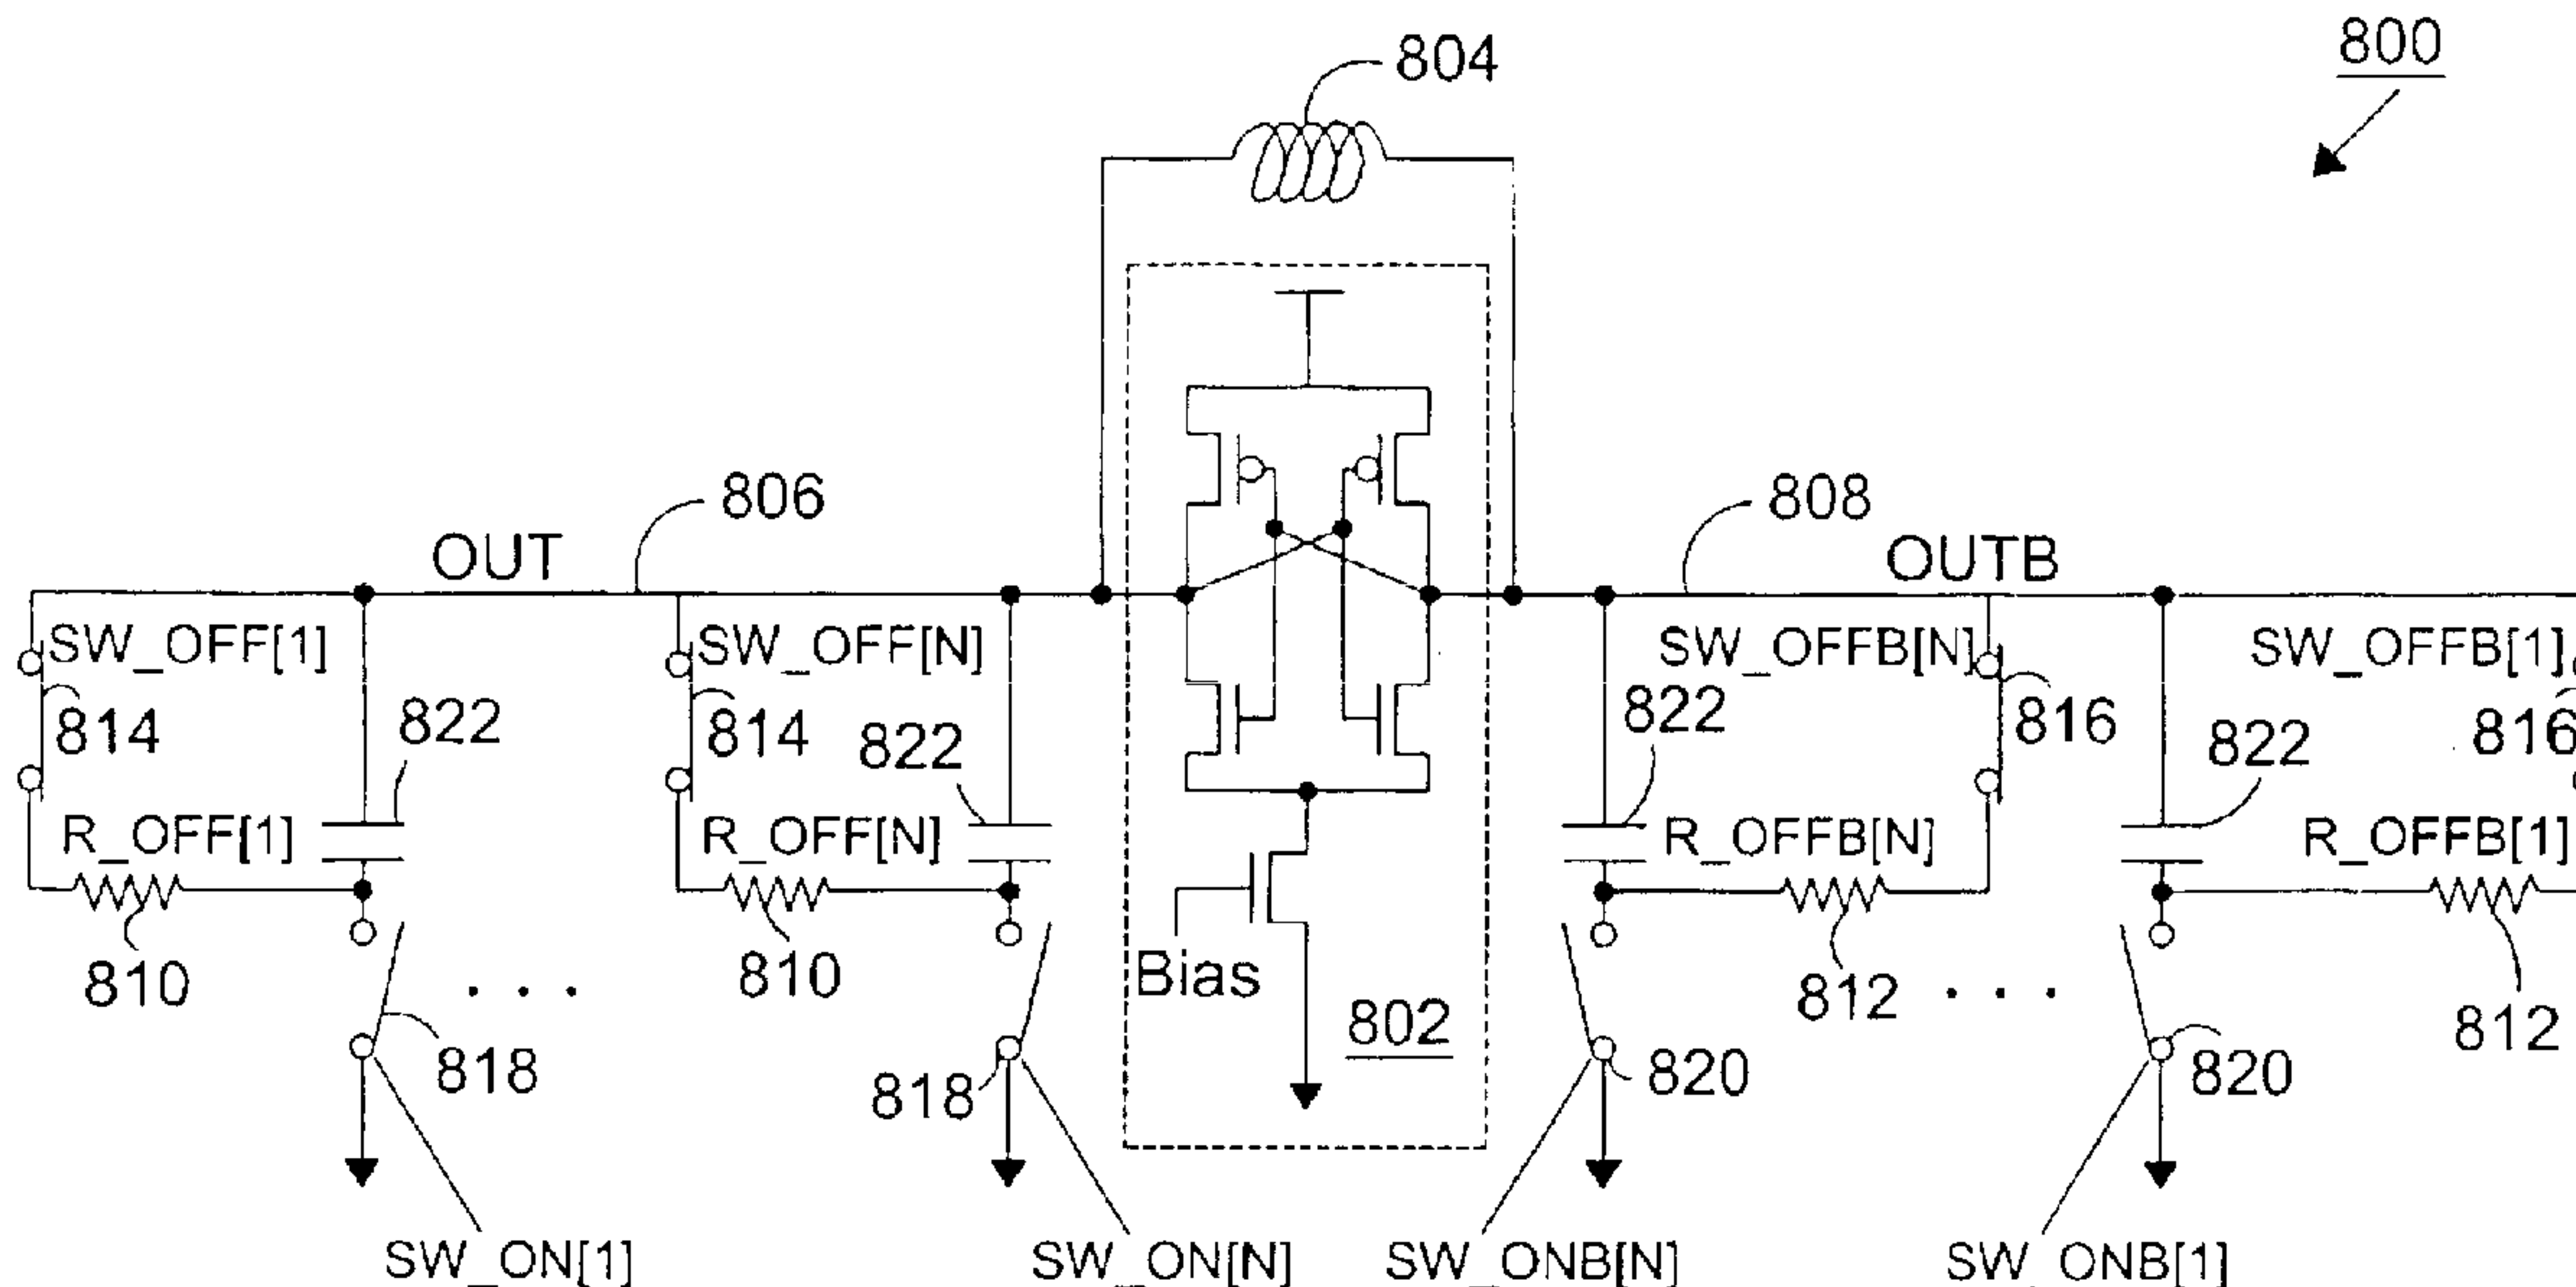 800
804
806
808
OUT
OUTB
SW_OFF[1]
SW_OFF[N]
SW_OFFB[N]
SW_OFFB[1]
814
822
814
822
822
816
822
816
R_OFF[1]
R_OFF[N]
R_OFFB[N]
R_OFFB[1]
810
810
Bias
812
. . .
. . .
812
802
818
818
820
820
SW_ON[1]
SW_ON[N]
SW_ONB[N]
SW_ONB[1]